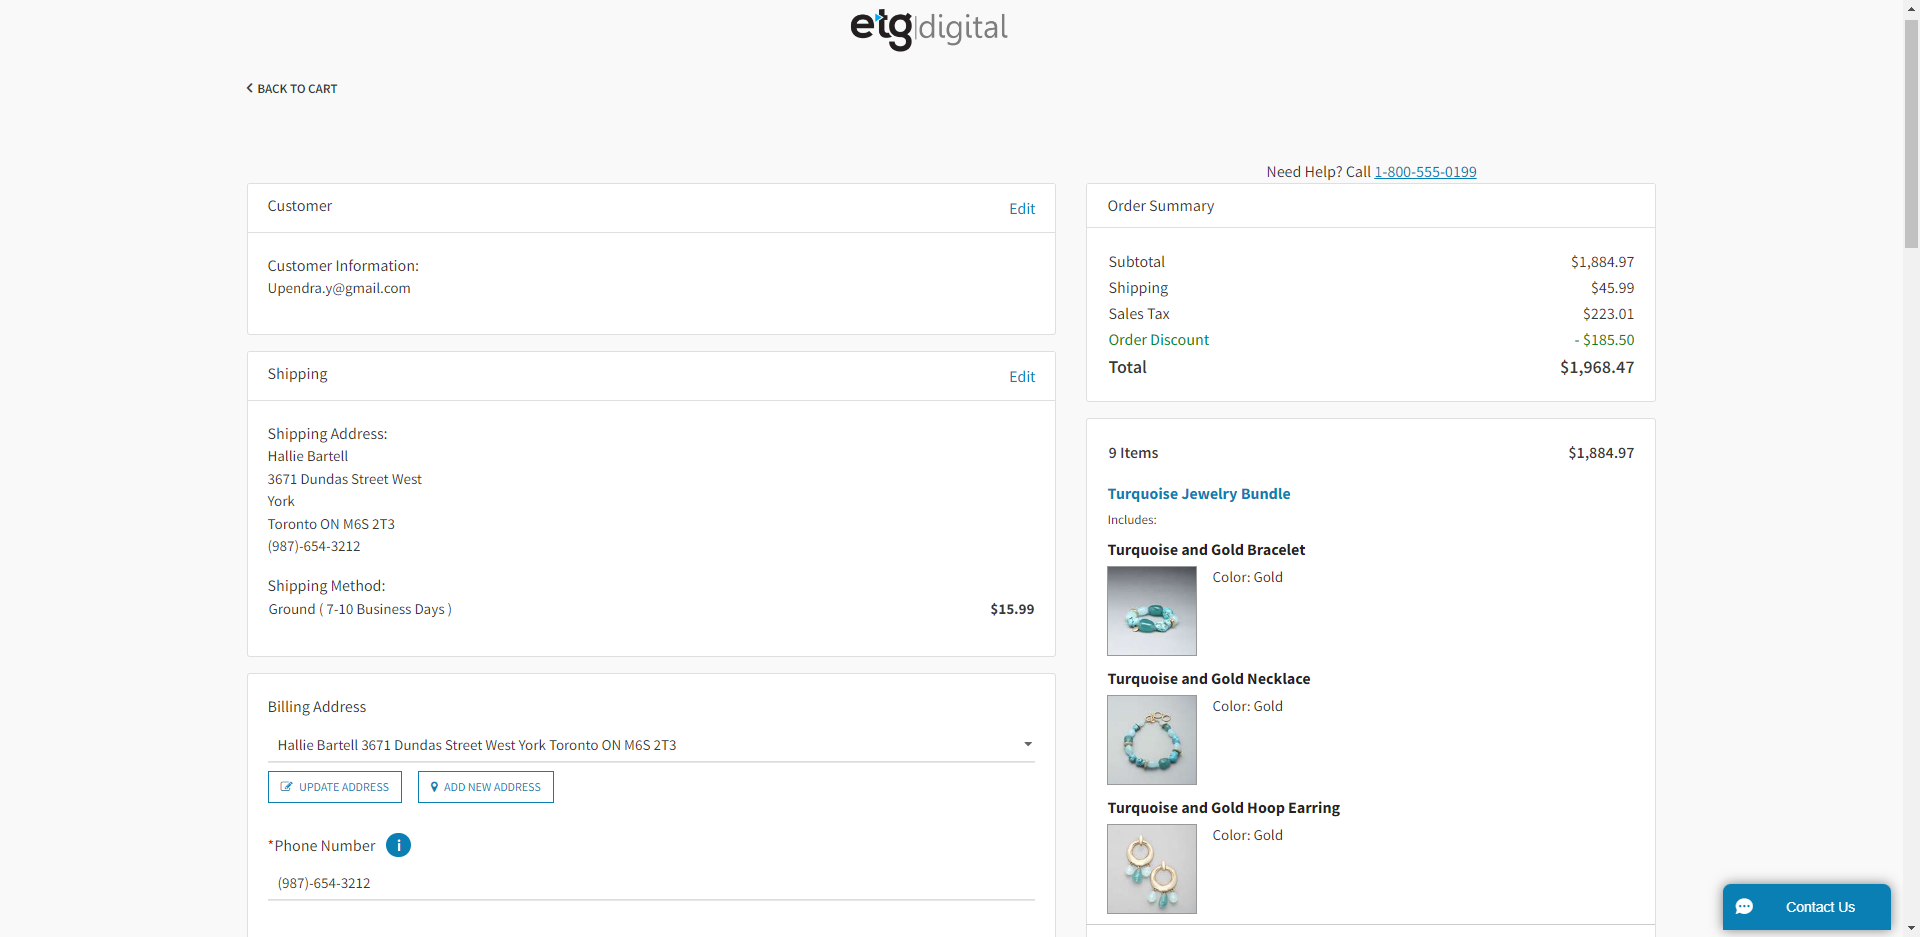 etg|digital
BACK TO CART
Need Help? Call 1-800-555-0199
Customer
Edit
Customer Information:
Upendra.y@gmail.com
Shipping
Edit
Shipping Address:
Hallie Bartell
3671 Dundas Street West
York
Toronto ON M6S 2T3
(987)-654-3212
Shipping Method:
Ground ( 7-10 Business Days ) $15.99
Billing Address
Hallie Bartell 3671 Dundas Street West York Toronto ON M6S 2T3
UPDATE ADDRESS ADD NEW ADDRESS
*Phone Number i
(987)-654-3212
Order Summary
Subtotal $1,884.97
Shipping $45.99
Sales Tax $223.01
Order Discount - $185.50
Total $1,968.47
9 Items $1,884.97
Turquoise Jewelry Bundle
Includes:
Turquoise and Gold Bracelet
Color: Gold
Turquoise and Gold Necklace
Color: Gold
Turquoise and Gold Hoop Earring
Color: Gold
Contact Us